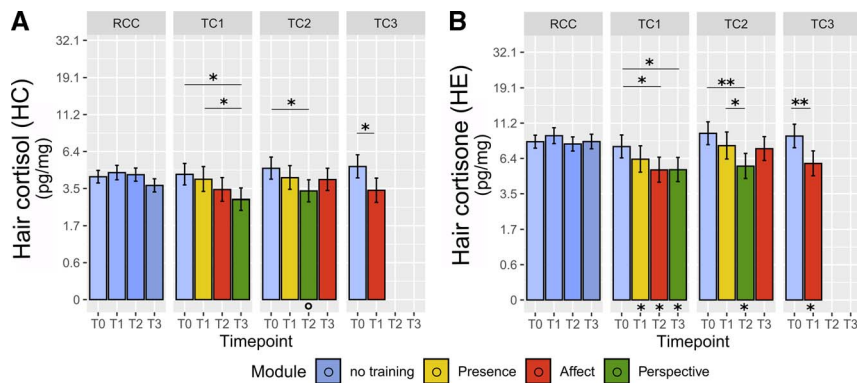 A
RCC TC1 TC2 TC3
Hair cortisol (HC)
(pg/mg)
32.1
19.1
11.2
6.4
3.5
1.7
0.6
0
* *
* *
o
T0 T1 T2 T3 T0 T1 T2 T3 T0 T1 T2 T3 T0 T1 T2 T3
Timepoint
B
RCC TC1 TC2 TC3
Hair cortisone (HE)
(pg/mg)
32.1
19.1
11.2
6.4
3.5
1.7
0.6
0
*
* ** * **
* * * * *
T0 T1 T2 T3 T0 T1 T2 T3 T0 T1 T2 T3 T0 T1 T2 T3
Timepoint
Module no training Presence Affect Perspective